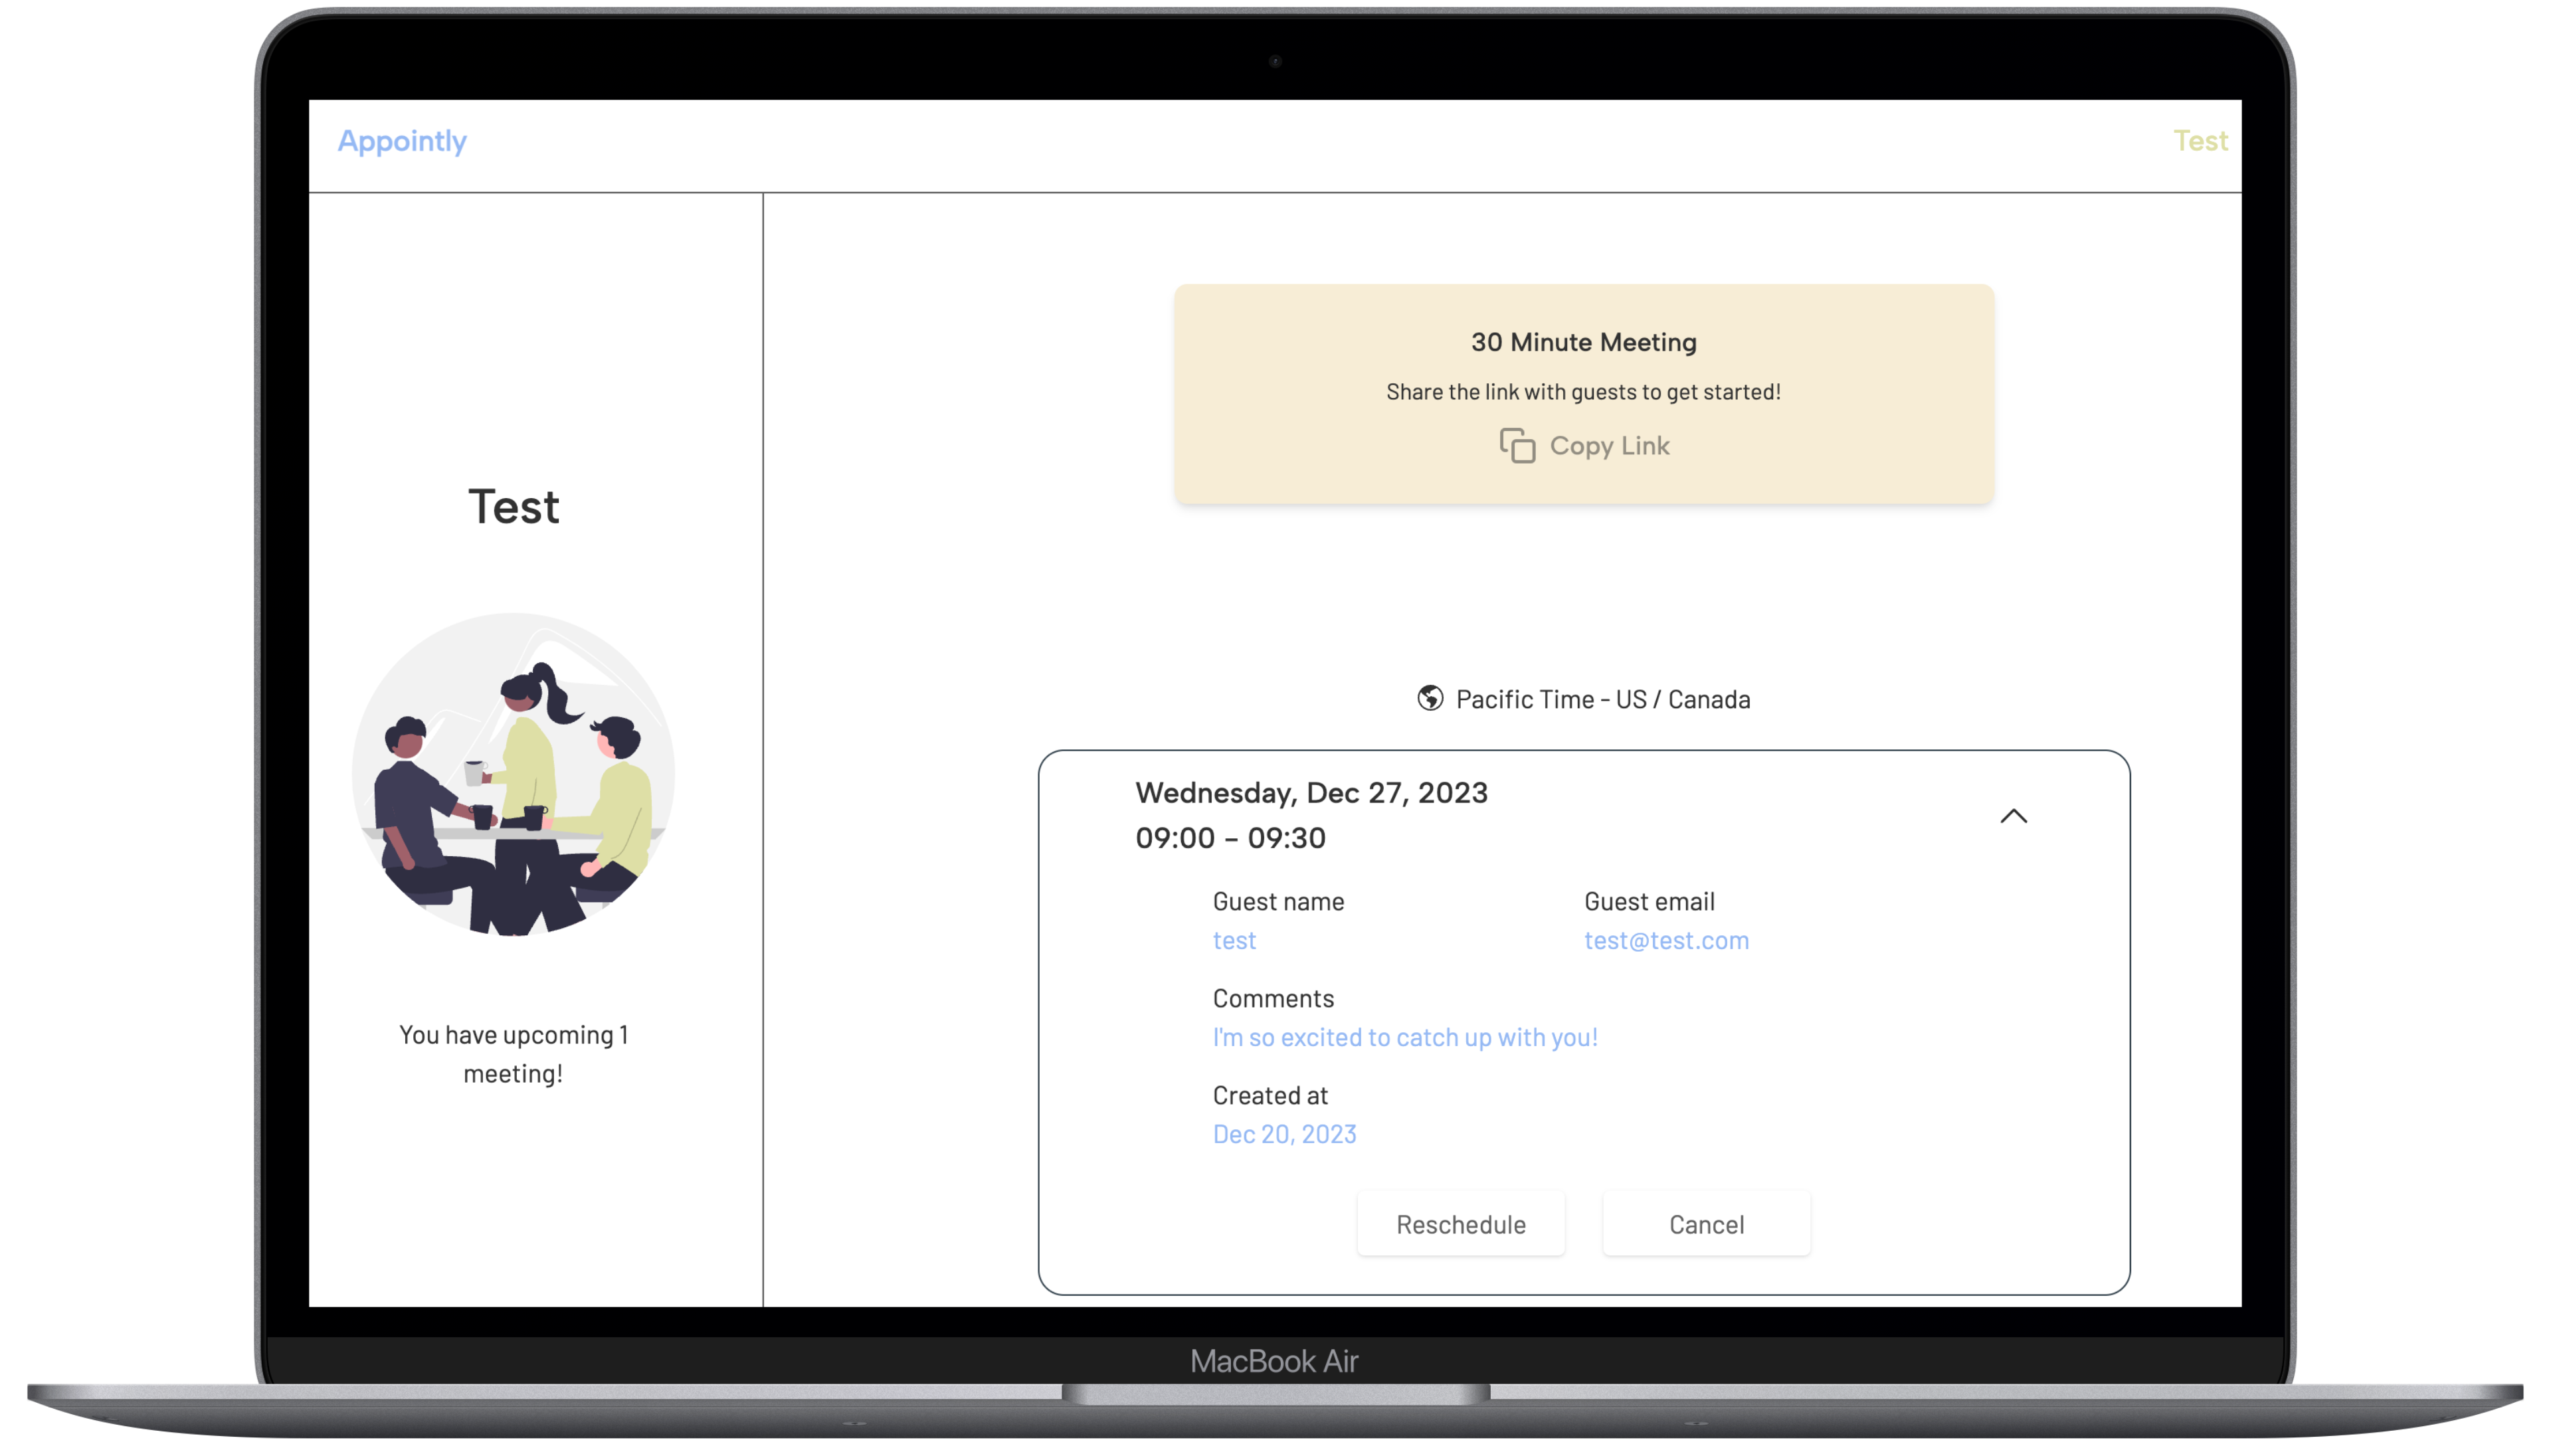 Appointly
Test
Test
You have upcoming 1
meeting!
30 Minute Meeting
Share the link with guests to get started!
Copy Link
Pacific Time - US / Canada
Wednesday, Dec 27, 2023
09:00 – 09:30
Guest name
Guest email
test
test@test.com
Comments
I'm so excited to catch up with you!
Created at
Dec 20, 2023
Reschedule
Cancel
MacBook Air